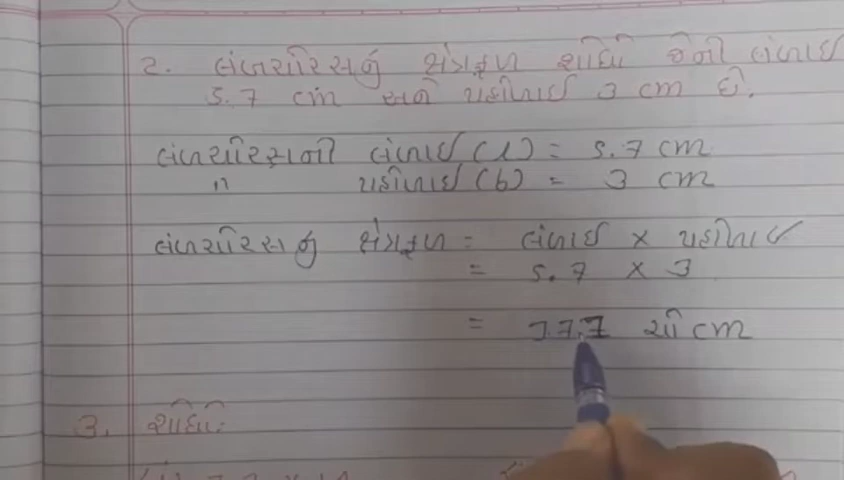 2. લંબચોરસનું ક્ષેત્રફળ શોધો જેની લંબાઈ
5.7 cm અને પહોળાઈ 3 cm છે.
લંબચોરસની લંબાઈ (l) = 5.7 cm
" પહોળાઈ (b) = 3 cm
લંબચોરસનું ક્ષેત્રફળ = લંબાઈ × પહોળાઈ
= 5.7 × 3
= 17.1 ચો cm
3. શોધો: